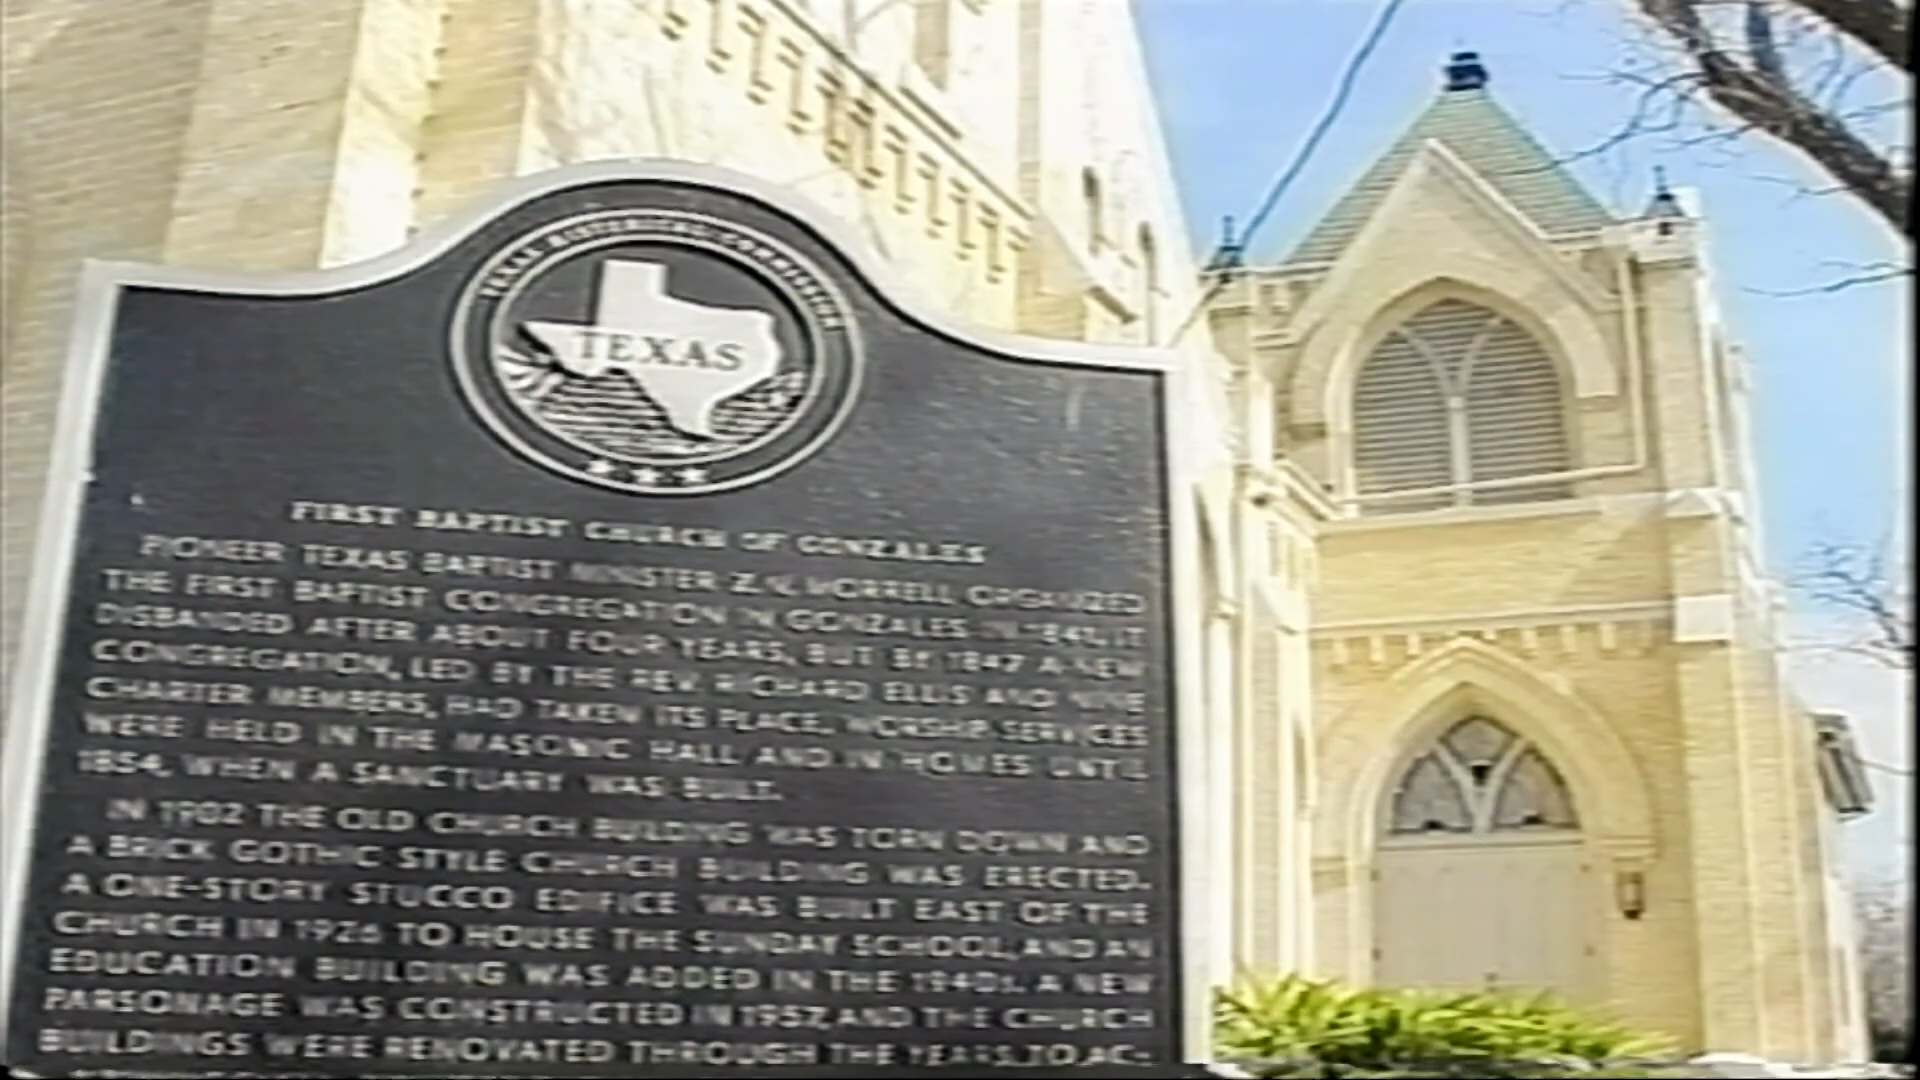 TEXAS HISTORICAL COMMISSION
TEXAS
FIRST BAPTIST CHURCH OF GONZALES
PIONEER TEXAS BAPTIST MINISTER Z. N. MORRELL ORGANIZED
THE FIRST BAPTIST CONGREGATION IN GONZALES IN 1841. IT
DISBANDED AFTER ABOUT FOUR YEARS, BUT BY 1847 A NEW
CONGREGATION, LED BY THE REV. RICHARD ELLIS AND NINE
CHARTER MEMBERS, HAD TAKEN ITS PLACE. WORSHIP SERVICES
WERE HELD IN THE MASONIC HALL AND IN HOMES UNTIL
1854, WHEN A SANCTUARY WAS BUILT.
IN 1902 THE OLD CHURCH BUILDING WAS TORN DOWN AND
A BRICK GOTHIC STYLE CHURCH BUILDING WAS ERECTED.
A ONE-STORY STUCCO EDIFICE WAS BUILT EAST OF THE
CHURCH IN 1926 TO HOUSE THE SUNDAY SCHOOL, AND AN
EDUCATION BUILDING WAS ADDED IN THE 1940s. A NEW
PARSONAGE WAS CONSTRUCTED IN 1957, AND THE CHURCH
BUILDINGS WERE RENOVATED THROUGH THE YEARS TO AC-